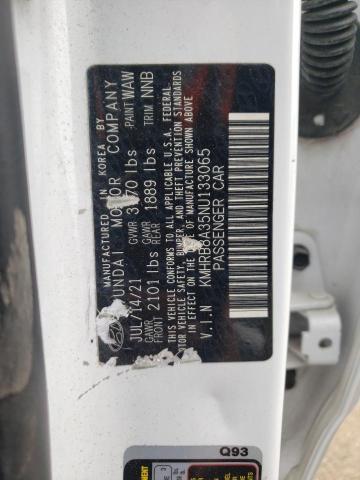 MANUFACTURED IN KOREA BY
HYUNDAI MOTOR COMPANY
JUL/14/21 GVWR lbs PAINT WAW
GAWR FRONT 2101 lbs GAWR REAR 1889 lbs TRIM NNB
THIS VEHICLE CONFORMS TO ALL APPLICABLE U.S.A. FEDERAL
MOTOR VEHICLE SAFETY, BUMPER, AND THEFT PREVENTION STANDARDS
IN EFFECT ON THE DATE OF MANUFACTURE SHOWN ABOVE
V.I.N KMHRB8A35NU133065
PASSENGER CAR
Q93